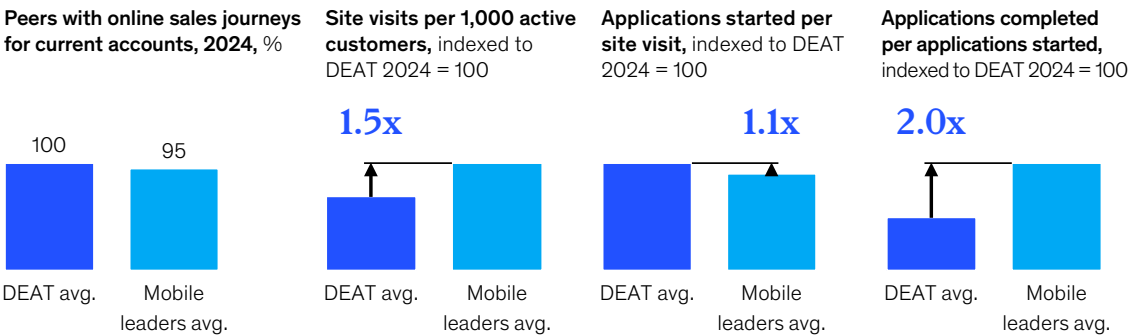 Peers with online sales journeys
for current accounts, 2024, %
100
95
DEAT avg.
Mobile
leaders avg.
Site visits per 1,000 active
customers, indexed to
DEAT 2024 = 100
1.5x
DEAT avg.
Mobile
leaders avg.
Applications started per
site visit, indexed to DEAT
2024 = 100
1.1x
DEAT avg.
Mobile
leaders avg.
Applications completed
per applications started,
indexed to DEAT 2024 = 100
2.0x
DEAT avg.
Mobile
leaders avg.